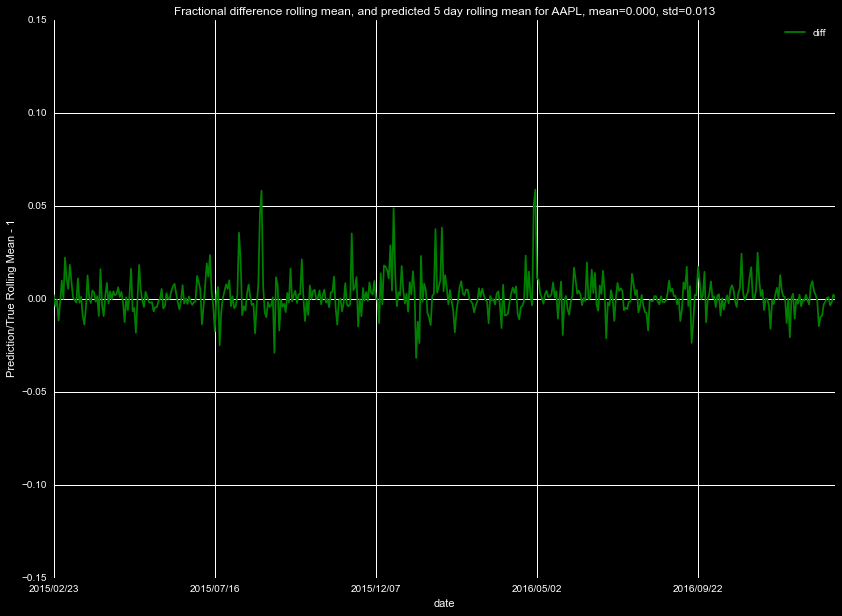 Fractional difference rolling mean, and predicted 5 day rolling mean for AAPL, mean=0.000, std=0.013
diff
Prediction/True Rolling Mean - 1
0.15
0.10
0.05
0.00
−0.05
−0.10
−0.15
2015/02/23 2015/07/16 2015/12/07 2016/05/02 2016/09/22
date